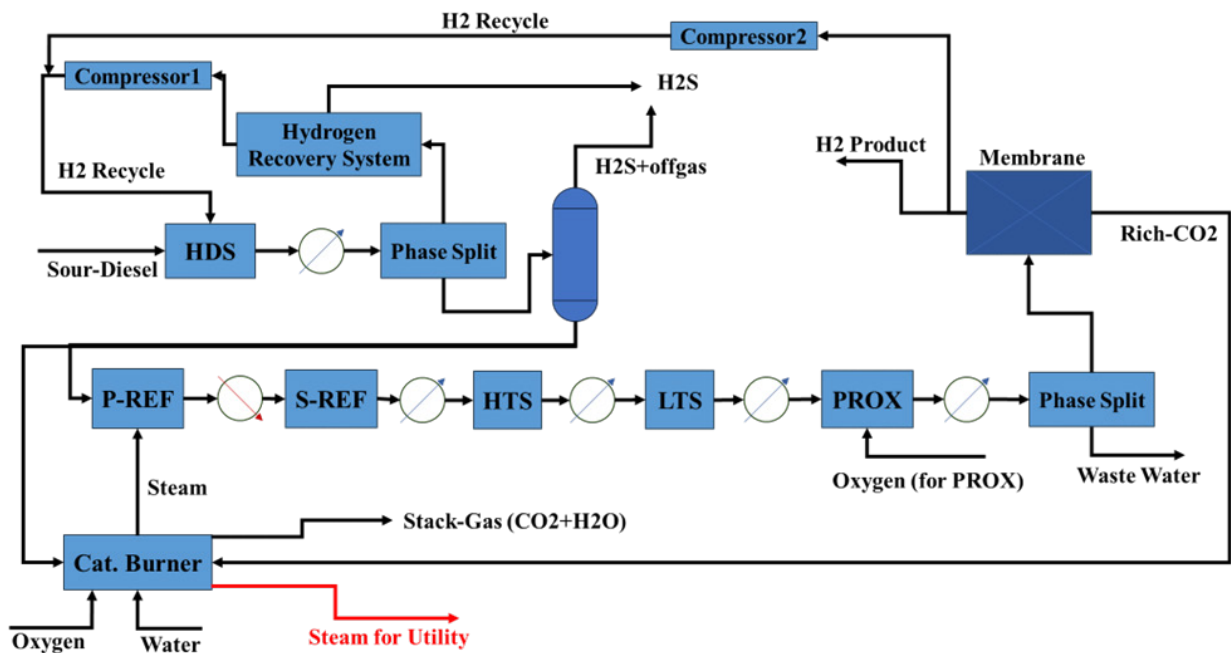 H2 Recycle
Compressor2
Compressor1
H2S
Hydrogen
Recovery System
H2S+offgas
H2 Product
Membrane
H2 Recycle
Rich-CO2
HDS
Phase Split
Sour-Diesel
P-REF
S-REF
HTS
LTS
PROX
Phase Split
Steam
Oxygen (for PROX)
Waste Water
Stack-Gas (CO2+H2O)
Cat. Burner
Oxygen
Water
Steam for Utility